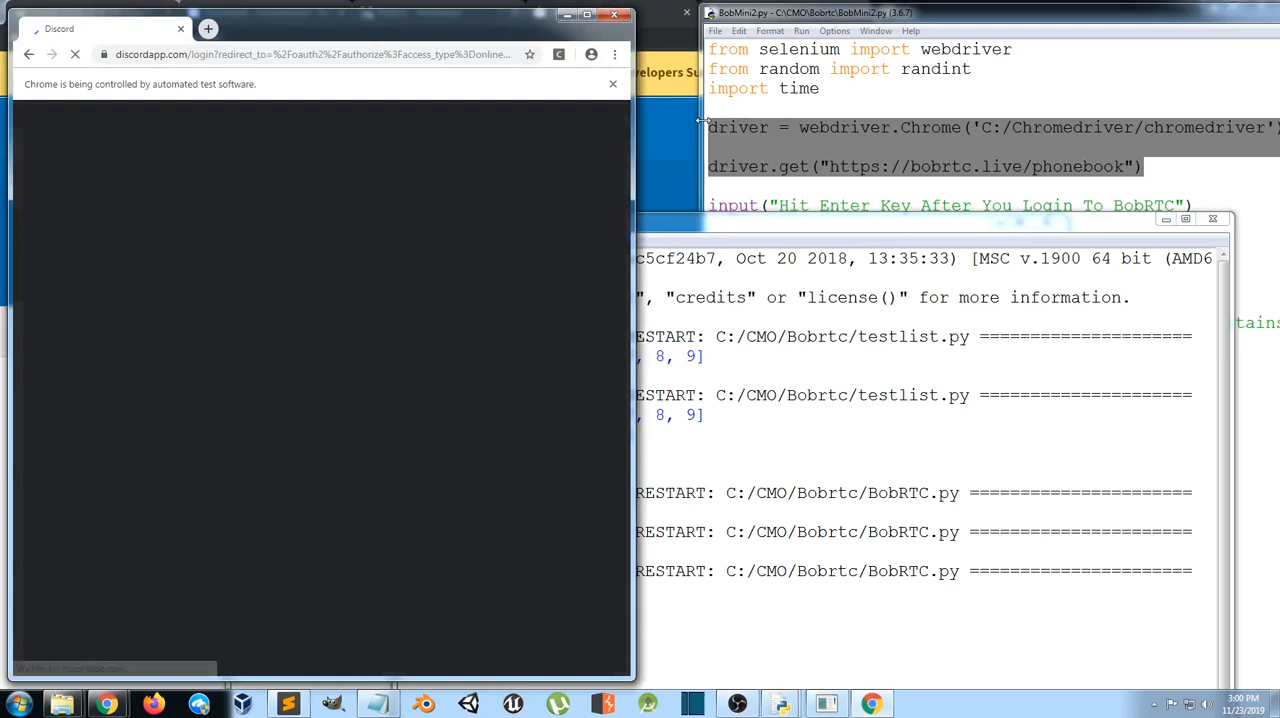 Discord
discordapp.com/login?redirect_to=%2Foauth2%2Fauthorize%3Faccess_type%3Donline...
Chrome is being controlled by automated test software.
velopers Su
BobMini2.py - C:\CMO\Bobrtc\BobMini2.py (3.6.7)
File Edit Format Run Options Window Help
from selenium import webdriver
from random import randint
import time
driver = webdriver.Chrome('C:/Chromedriver/chromedriver')
driver.get("https://bobrtc.live/phonebook")
input("Hit Enter Key After You Login To BobRTC")
c5cf24b7, Oct 20 2018, 13:35:33) [MSC v.1900 64 bit (AMD6
", "credits" or "license()" for more information.
tains
ESTART: C:/CMO/Bobrtc/testlist.py =====================
, 8, 9]
ESTART: C:/CMO/Bobrtc/testlist.py =====================
, 8, 9]
RESTART: C:/CMO/Bobrtc/BobRTC.py ======================
RESTART: C:/CMO/Bobrtc/BobRTC.py ======================
RESTART: C:/CMO/Bobrtc/BobRTC.py ======================
3:00 PM
11/23/2019